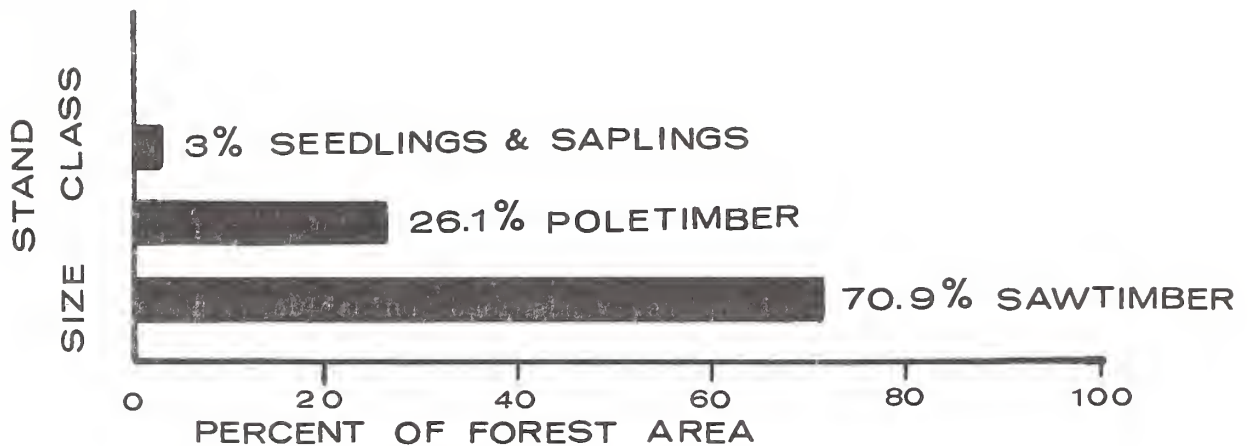 STAND
SIZE CLASS
3% SEEDLINGS & SAPLINGS
26.1% POLETIMBER
70.9% SAWTIMBER
0 20 40 60 80 100
PERCENT OF FOREST AREA